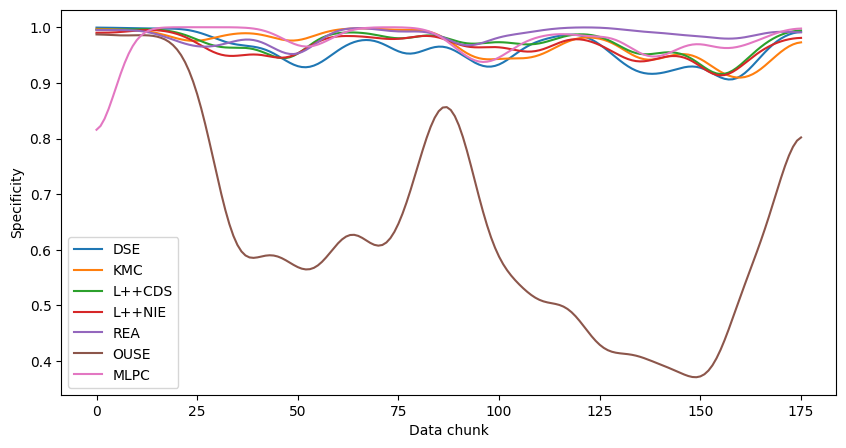 1.0
0.9
0.8
0.7
0.6
0.5
0.4
Specificity
DSE
KMC
L++CDS
L++NIE
REA
OUSE
MLPC
0 25 50 75 100 125 150 175
Data chunk